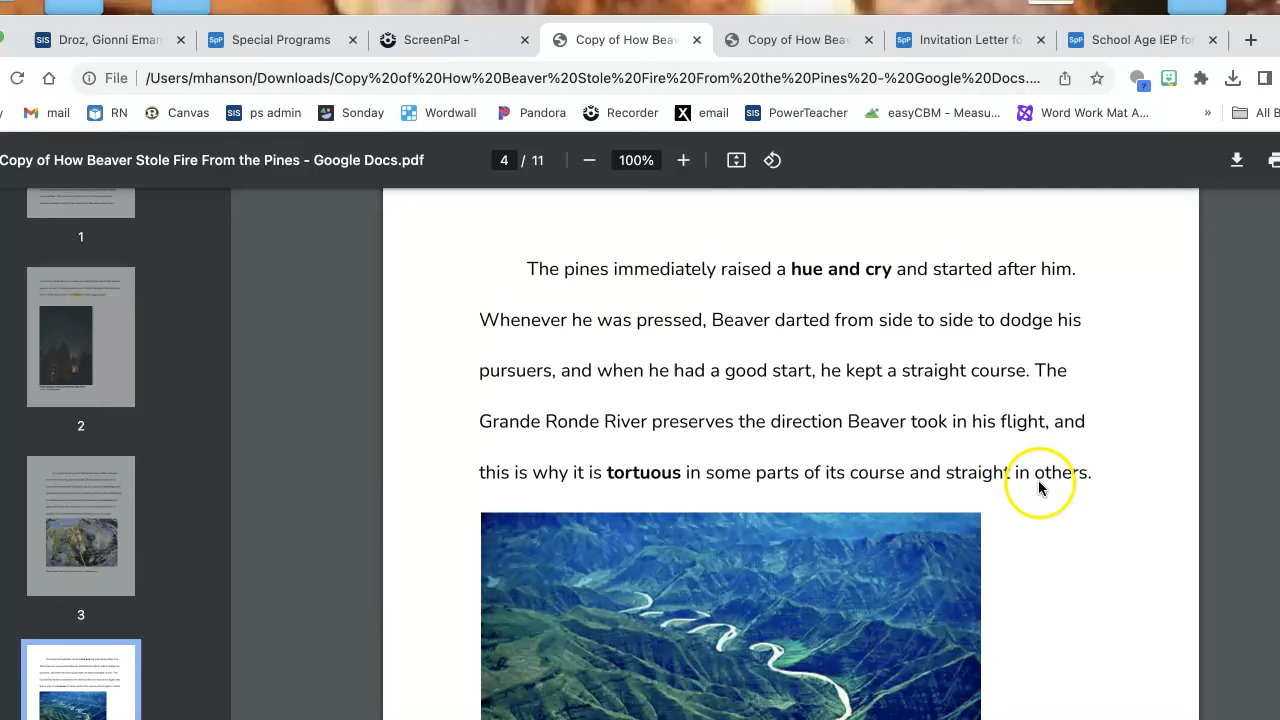 SIS Droz, Gionni Eman
SpP Special Programs
ScreenPal -
Copy of How Beav
Copy of How Beav
SpP Invitation Letter fo
SpP School Age IEP for
File /Users/mhanson/Downloads/Copy%20of%20How%20Beaver%20Stole%20Fire%20From%20the%20Pines%20-%20Google%20Docs....
mail RN Canvas SIS ps admin Sonday Wordwall Pandora Recorder X email SIS PowerTeacher easyCBM - Measu... Word Work Mat A... » All B
Copy of How Beaver Stole Fire From the Pines - Google Docs.pdf 4 / 11 − 100% +
1
2
3
The pines immediately raised a hue and cry and started after him.
Whenever he was pressed, Beaver darted from side to side to dodge his
pursuers, and when he had a good start, he kept a straight course. The
Grande Ronde River preserves the direction Beaver took in his flight, and
this is why it is tortuous in some parts of its course and straight in others.